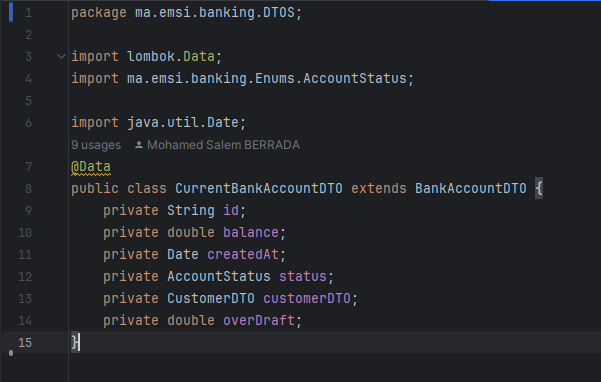 1 package ma.emsi.banking.DTOS;
2
3 import lombok.Data;
4 import ma.emsi.banking.Enums.AccountStatus;
5
6 import java.util.Date;
9 usages Mohamed Salem BERRADA
7 @Data
8 public class CurrentBankAccountDTO extends BankAccountDTO {
9 private String id;
10 private double balance;
11 private Date createdAt;
12 private AccountStatus status;
13 private CustomerDTO customerDTO;
14 private double overDraft;
15 }